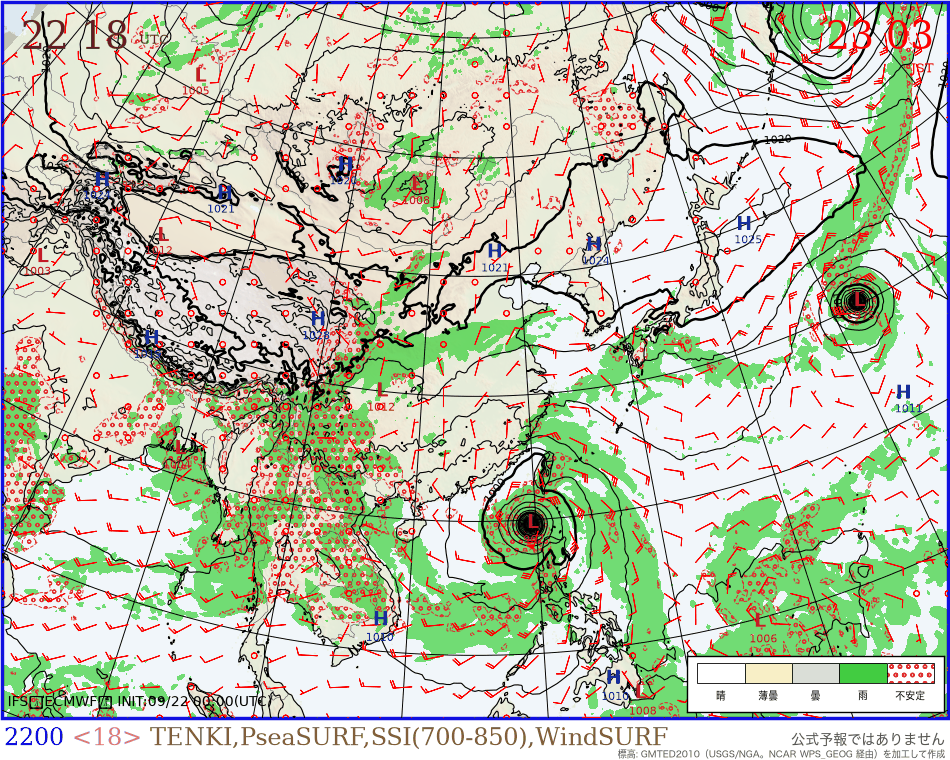 22 18 UTC
23 03
JST
1020
1005
H
L
1008
H
1021
L
1012
L
1003
H
1021
H
1024
H
1025
L
H
L
1012
H
1011
L
L
H
1010
L
1006
H
1010
L
1008
晴 薄曇 曇 雨 不安定
IFS ECMWF INIT:09/22 00:00(UTC)
2200 <18> TENKI,PseaSURF,SSI(700-850),WindSURF
公式予報ではありません
標高: GMTED2010（USGS/NGA。NCAR WPS_GEOG 経由）を加工して作成